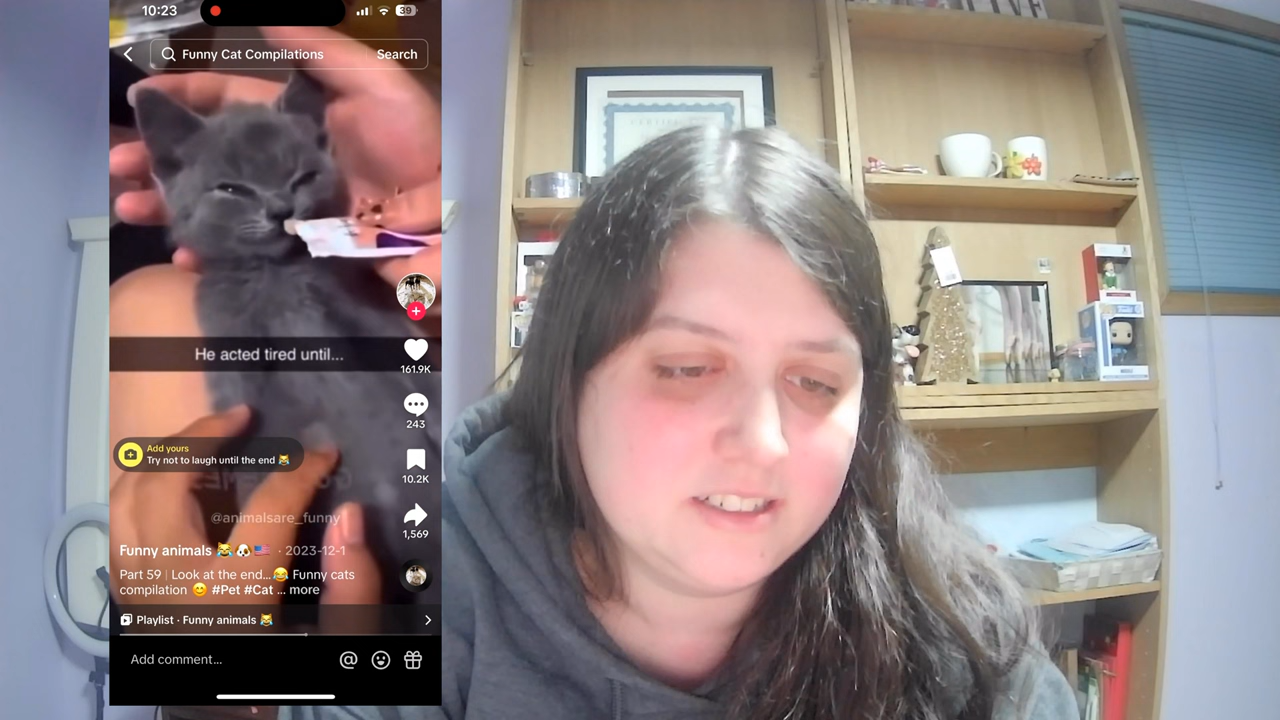 10:23
39
Funny Cat Compilations
Search
He acted tired until...
161.9K
243
Add yours
Try not to laugh until the end 😹
10.2K
@animalsare_funny
1,569
Funny animals 😹🐶🇺🇸 · 2023-12-1
Part 59 | Look at the end...😂 Funny cats
compilation 😊 #Pet #Cat ... more
Playlist · Funny animals 😹
Add comment...